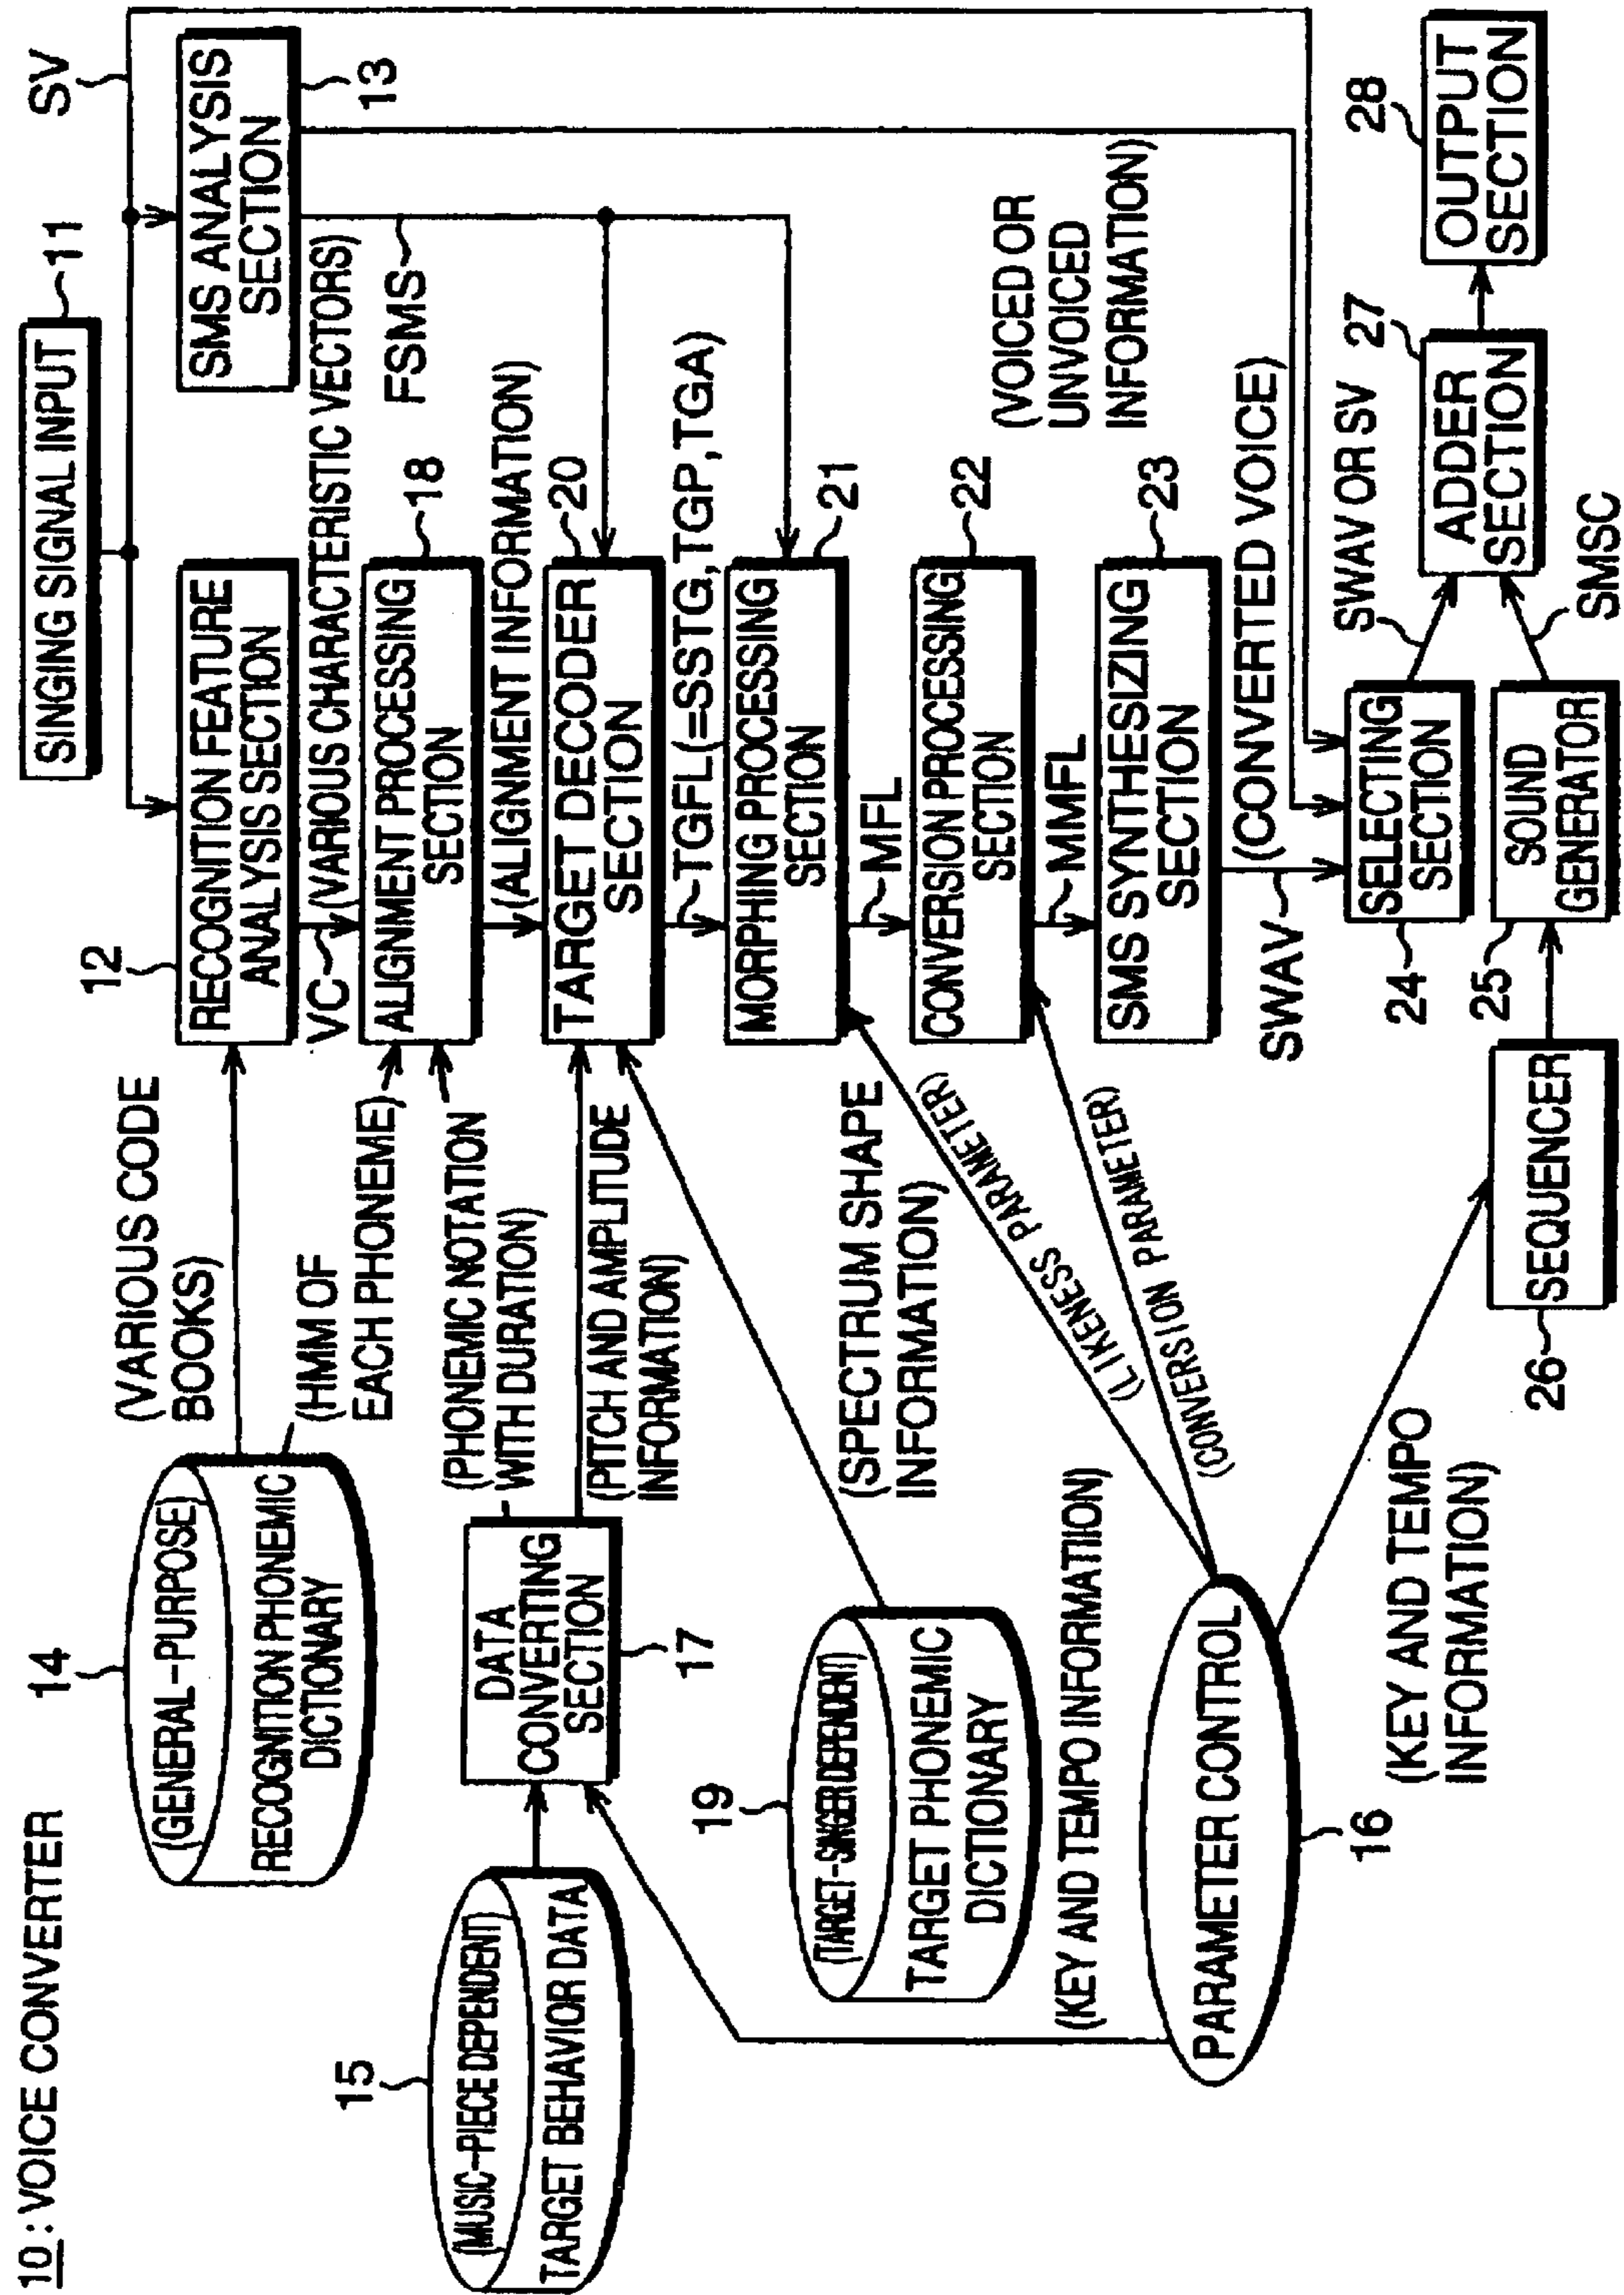 10 : VOICE CONVERTER
SINGING SIGNAL INPUT
11
SV
12
RECOGNITION FEATURE
ANALYSIS SECTION
SMS ANALYSIS
SECTION
13
14
(GENERAL-PURPOSE)
RECOGNITION PHONEMIC
DICTIONARY
(VARIOUS CODE
BOOKS)
(HMM OF
EACH PHONEME)
VC
(VARIOUS CHARACTERISTIC VECTORS)
FSMS
ALIGNMENT PROCESSING
SECTION
18
15
(MUSIC-PIECE DEPENDENT)
TARGET BEHAVIOR DATA
DATA
CONVERTING
SECTION
17
(PHONEMIC NOTATION
WITH DURATION)
(PITCH AND AMPLITUDE
INFORMATION)
(ALIGNMENT INFORMATION)
TARGET DECODER
SECTION
20
TGFL(=SSTG,TGP,TGA)
19
(TARGET-SINGER DEPENDENT)
TARGET PHONEMIC
DICTIONARY
(SPECTRUM SHAPE
INFORMATION)
MORPHING PROCESSING
SECTION
21
MFL
(KEY AND TEMPO INFORMATION)
(LIKENESS PARAMETER)
(CONVERSION PARAMETER)
CONVERSION PROCESSING
SECTION
22
(VOICED OR
UNVOICED
INFORMATION)
MMFL
PARAMETER CONTROL
16
SMS SYNTHESIZING
SECTION
23
SWAV
(CONVERTED VOICE)
(KEY AND TEMPO
INFORMATION)
SELECTING
SECTION
24
SWAV OR SV
ADDER
SECTION
27
OUTPUT
SECTION
28
26
SEQUENCER
25
SOUND
GENERATOR
SMSC